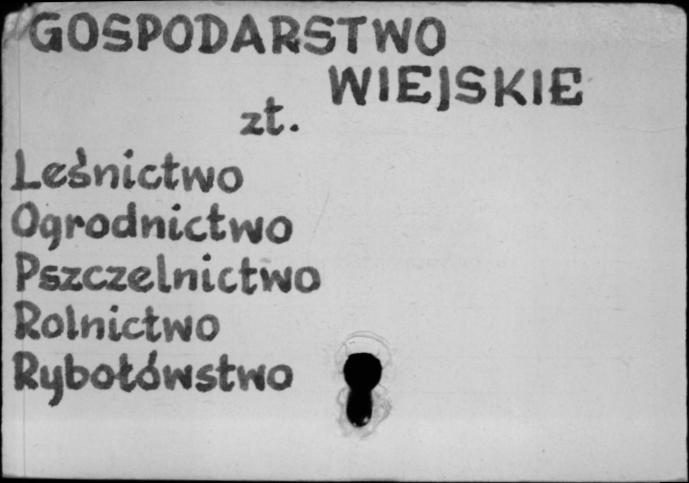 GOSPODARSTWO
WIEJSKIE
zt.
Leśnictwo
Ogrodnictwo
Pszczelnictwo
Rolnictwo
Rybołówstwo